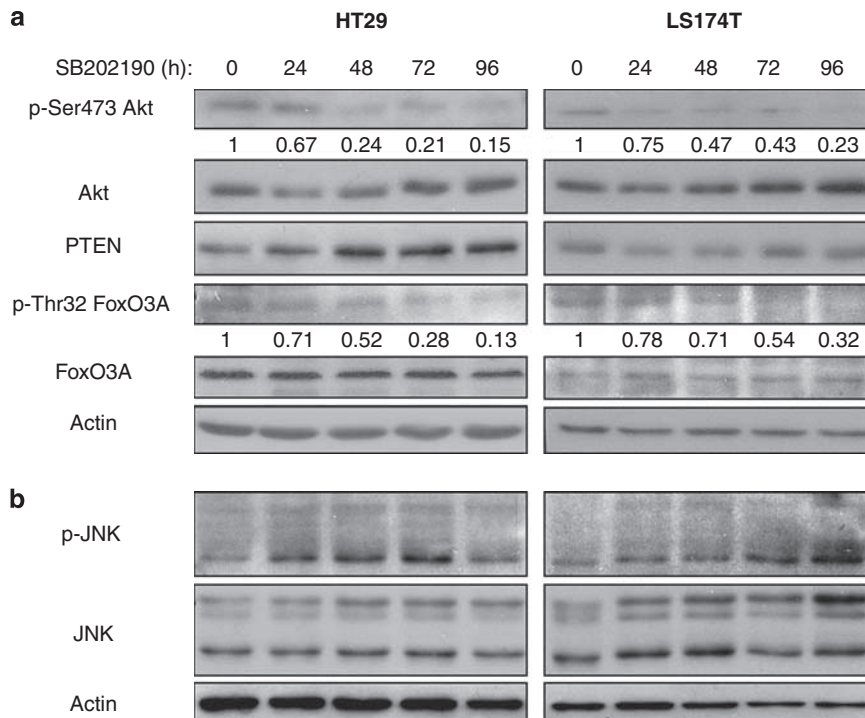 a
HT29 LS174T
SB202190 (h): 0 24 48 72 96 0 24 48 72 96
p-Ser473 Akt
1 0.67 0.24 0.21 0.15 1 0.75 0.47 0.43 0.23
Akt
PTEN
p-Thr32 FoxO3A
1 0.71 0.52 0.28 0.13 1 0.78 0.71 0.54 0.32
FoxO3A
Actin
b
p-JNK
JNK
Actin